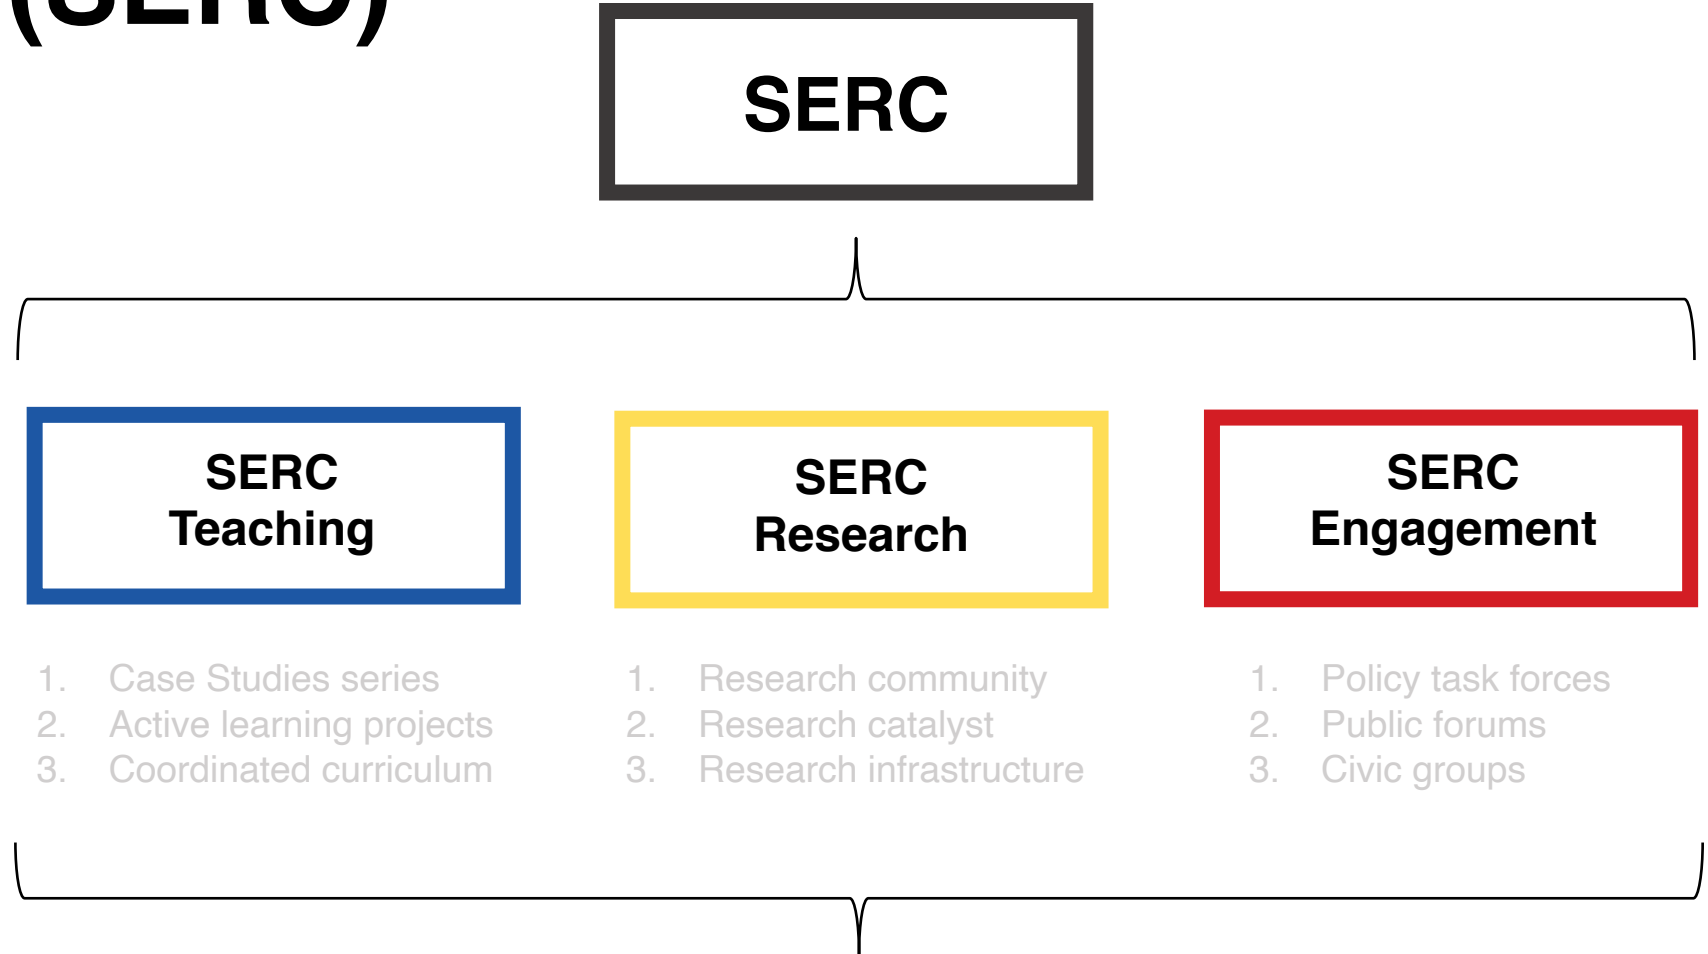 (SERC)
SERC
SERC
Teaching
SERC
Research
SERC
Engagement
1. Case Studies series
2. Active learning projects
3. Coordinated curriculum
1. Research community
2. Research catalyst
3. Research infrastructure
1. Policy task forces
2. Public forums
3. Civic groups